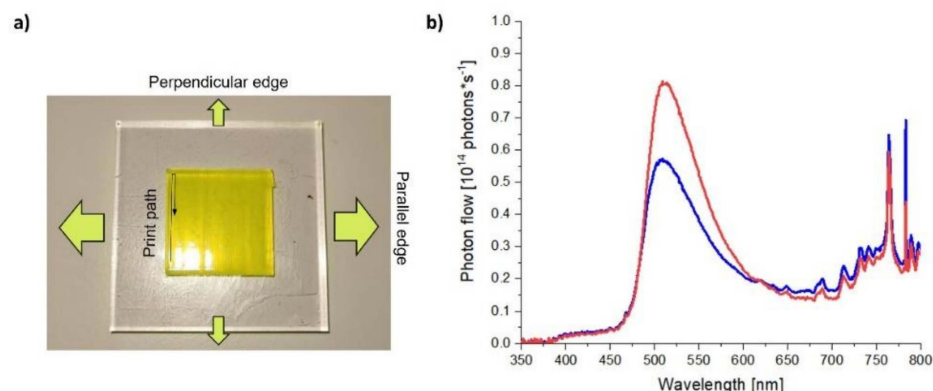 a)
Perpendicular edge
Print path
Parallel edge
b)
Photon flow [10¹⁴ photons*s⁻¹]
1.0
0.9
0.8
0.7
0.6
0.5
0.4
0.3
0.2
0.1
0.0
350 400 450 500 550 600 650 700 750 800
Wavelength [nm]